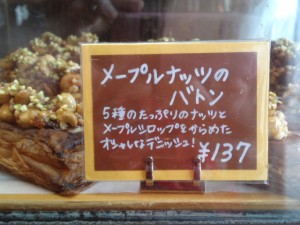 メープルナッツの
バトン
5種のたっぷりのナッツと
メープルシロップをからめた
オシャレなデニッシュ!
¥137